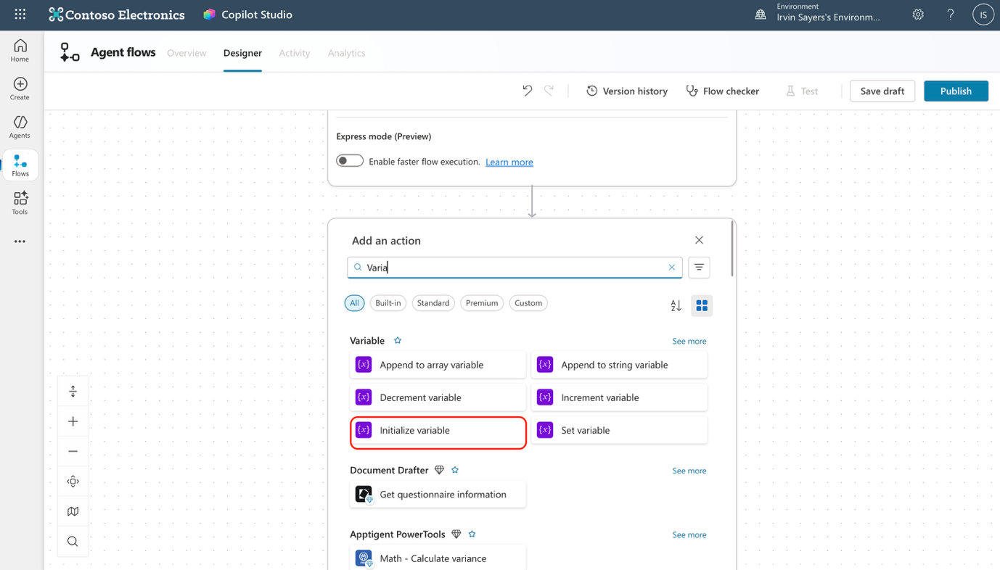 Contoso Electronics
Copilot Studio
Environment
Irvin Sayers's Environm...
IS
Home
Create
Agents
Flows
Tools
Agent flows
Overview
Designer
Activity
Analytics
Version history
Flow checker
Test
Save draft
Publish
Express mode (Preview)
Enable faster flow execution. Learn more
Add an action
Varia
All
Built-in
Standard
Premium
Custom
Variable
See more
Append to array variable
Append to string variable
Decrement variable
Increment variable
Initialize variable
Set variable
Document Drafter
See more
Get questionnaire information
Apptigent PowerTools
See more
Math - Calculate variance